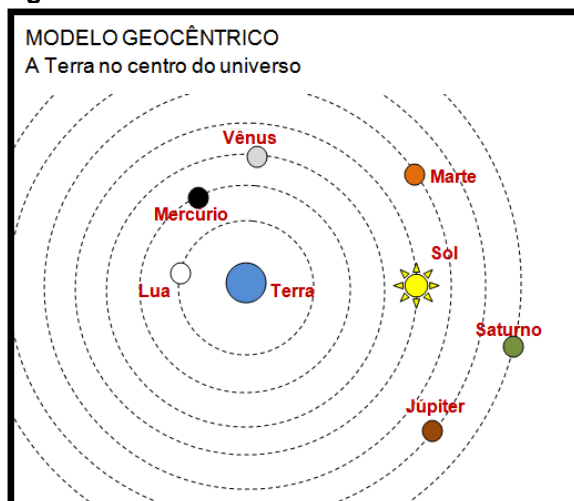 MODELO GEOCÊNTRICO
A Terra no centro do universo
Vênus
Marte
Mercúrio
Sol
Lua
Terra
Saturno
Júpiter